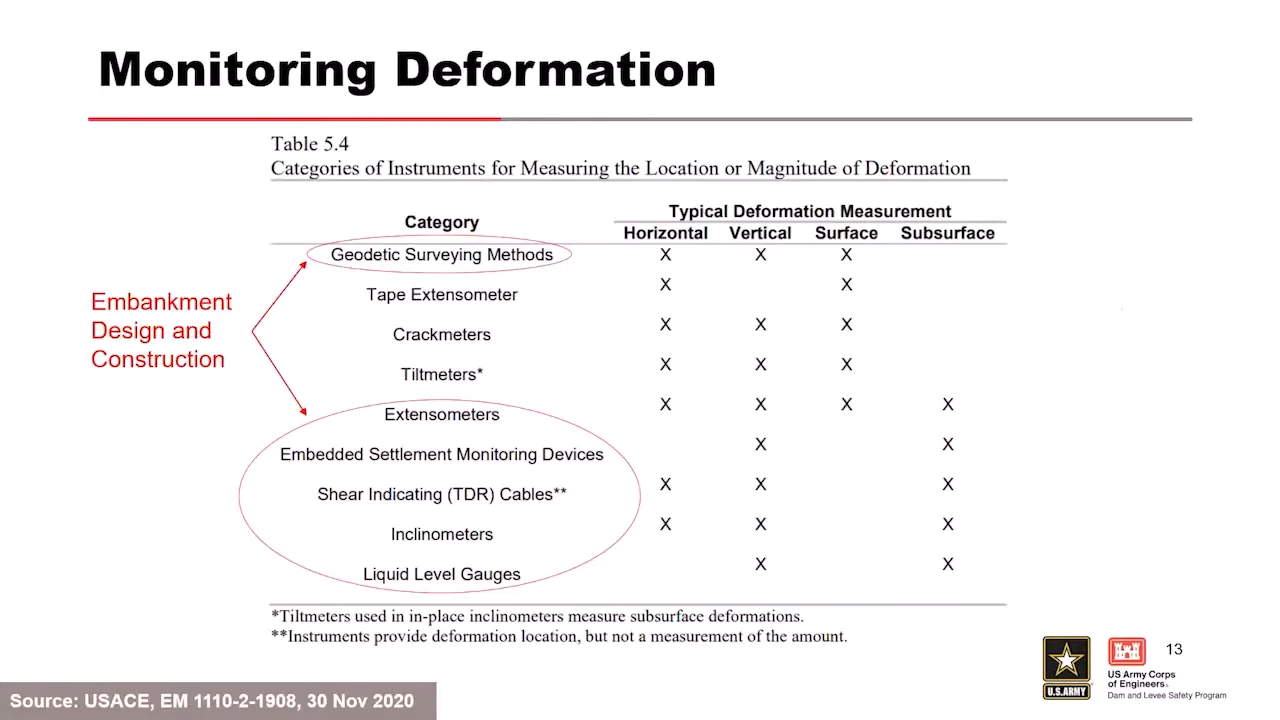 Monitoring Deformation
Table 5.4
Categories of Instruments for Measuring the Location or Magnitude of Deformation
Category
Typical Deformation Measurement
Horizontal Vertical Surface Subsurface
Geodetic Surveying Methods X X X
Tape Extensometer X X
Crackmeters X X X
Tiltmeters* X X X
Extensometers X X X X
Embedded Settlement Monitoring Devices X X
Shear Indicating (TDR) Cables** X X X
Inclinometers X X X
Liquid Level Gauges X X
*Tiltmeters used in in-place inclinometers measure subsurface deformations.
**Instruments provide deformation location, but not a measurement of the amount.
Embankment
Design and
Construction
U.S.ARMY
US Army Corps
of Engineers®
Dam and Levee Safety Program
13
Source: USACE, EM 1110-2-1908, 30 Nov 2020